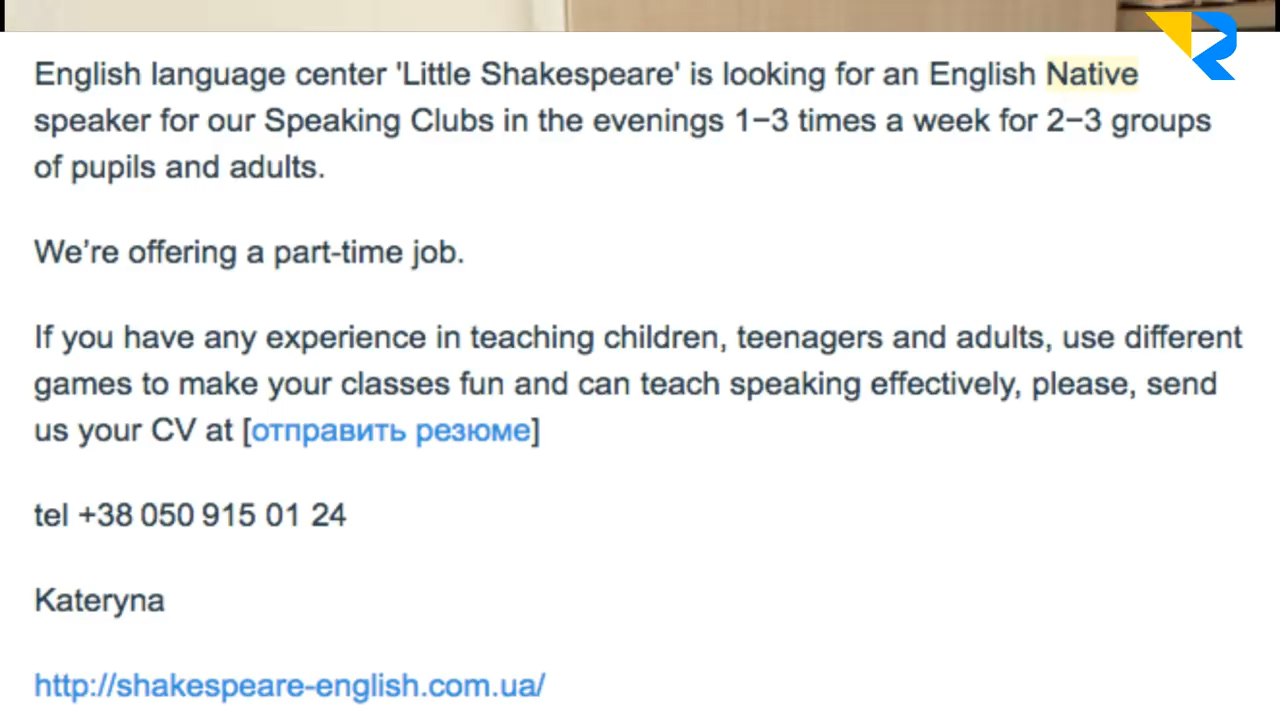 English language center 'Little Shakespeare' is looking for an English Native
speaker for our Speaking Clubs in the evenings 1−3 times a week for 2−3 groups
of pupils and adults.
We’re offering a part-time job.
If you have any experience in teaching children, teenagers and adults, use different
games to make your classes fun and can teach speaking effectively, please, send
us your CV at [отправить резюме]
tel +38 050 915 01 24
Kateryna
http://shakespeare-english.com.ua/